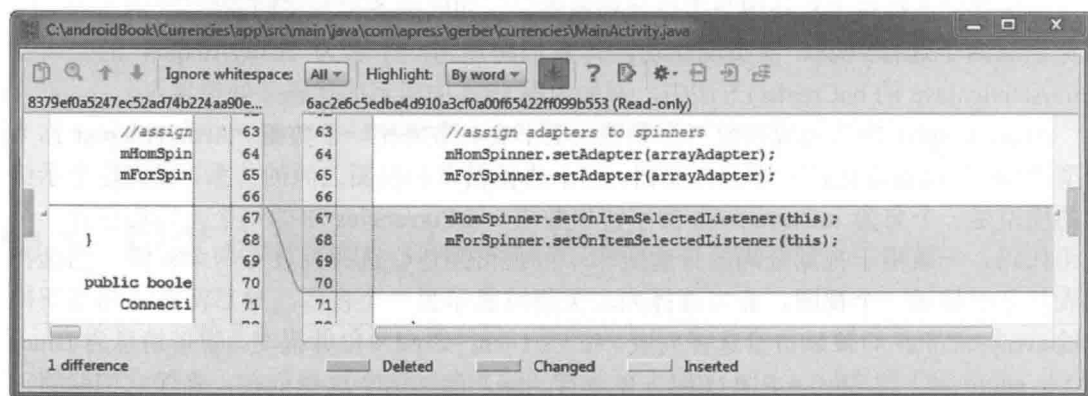 C:\androidBook\Currencies\app\src\main\java\com\apress\gerber\currencies\MainActivity.java
Ignore whitespace: All Highlight: By word ?
8379ef0a5247ec52ad74b224aa90e... 6ac2e6c5edbe4d910a3cf0a00f65422ff099b553 (Read-only)
//assign 63 63 //assign adapters to spinners
mHomSpin 64 64 mHomSpinner.setAdapter(arrayAdapter);
mForSpin 65 65 mForSpinner.setAdapter(arrayAdapter);
66 66
67 67 mHomSpinner.setOnItemSelectedListener(this);
} 68 68 mForSpinner.setOnItemSelectedListener(this);
69 69
public boole 70 70
Connecti 71 71
1 difference Deleted Changed Inserted